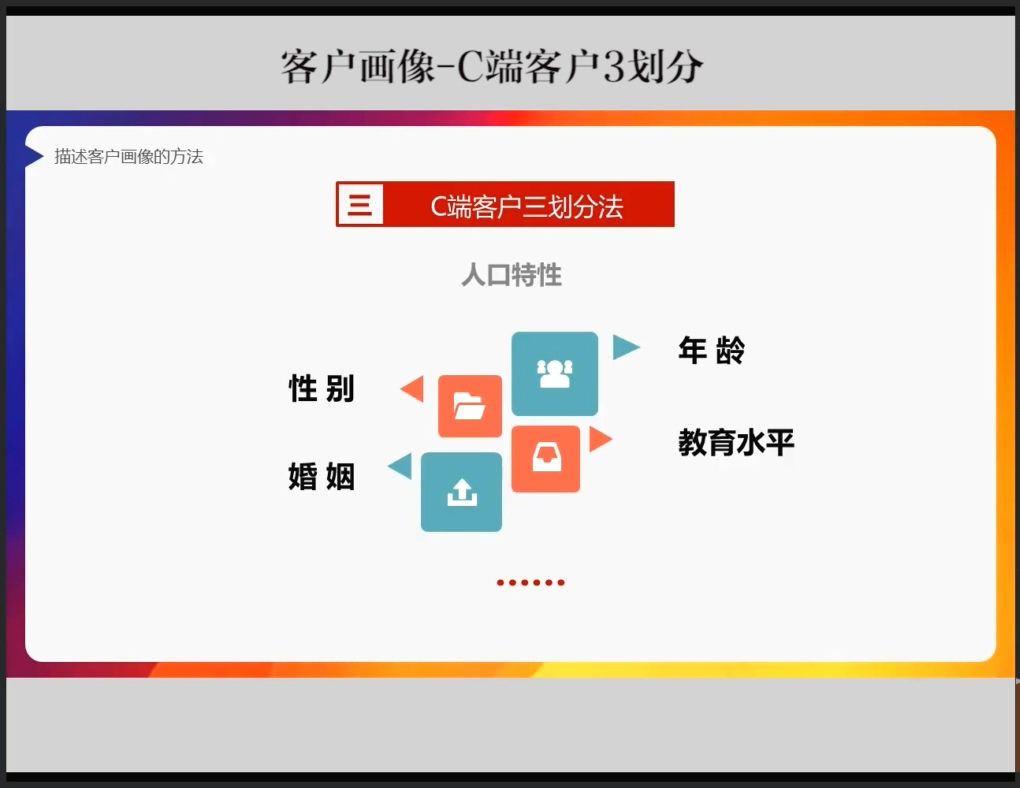 客户画像-C端客户3划分
描述客户画像的方法
三 C端客户三划分法
人口特性
年 龄
性 别
教育水平
婚 姻
......